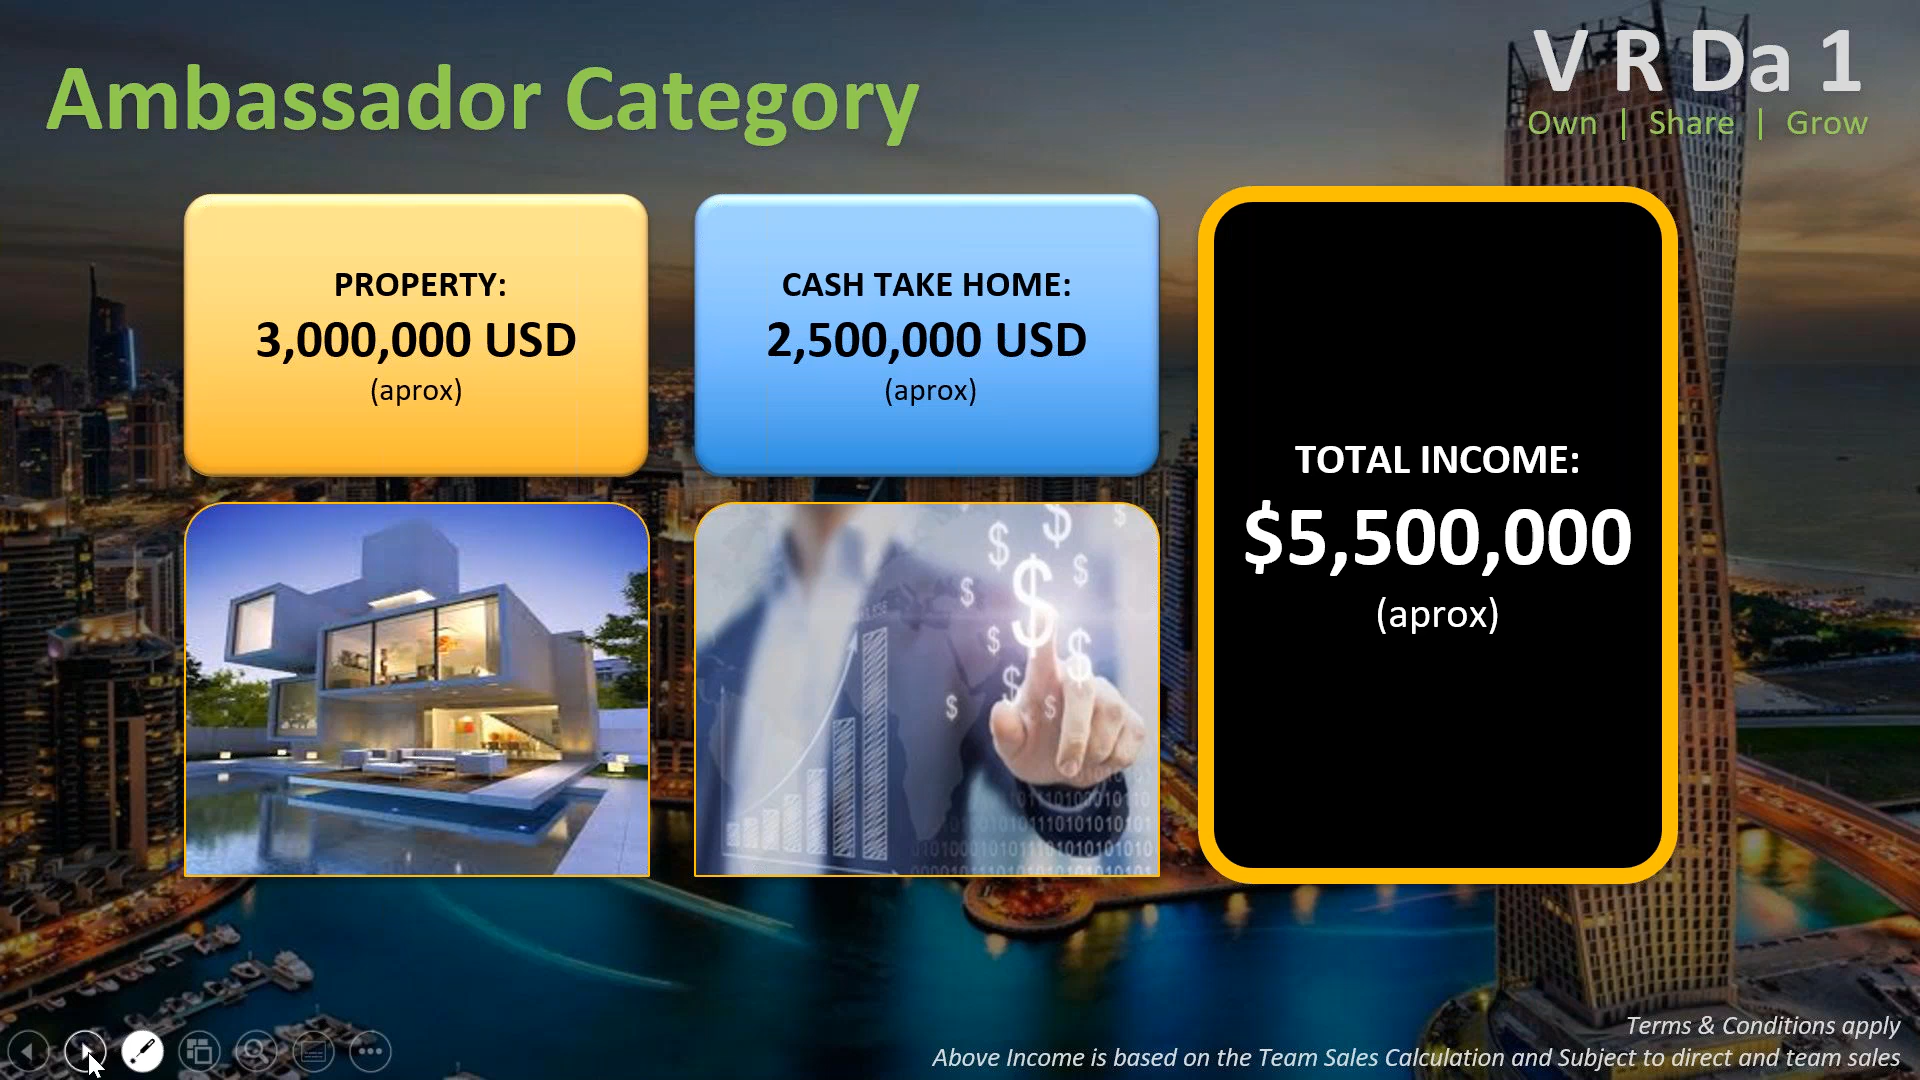 Ambassador Category
V R Da 1
Own | Share | Grow
PROPERTY:
3,000,000 USD
(aprox)
CASH TAKE HOME:
2,500,000 USD
(aprox)
TOTAL INCOME:
$5,500,000
(aprox)
Terms & Conditions apply
Above Income is based on the Team Sales Calculation and Subject to direct and team sales